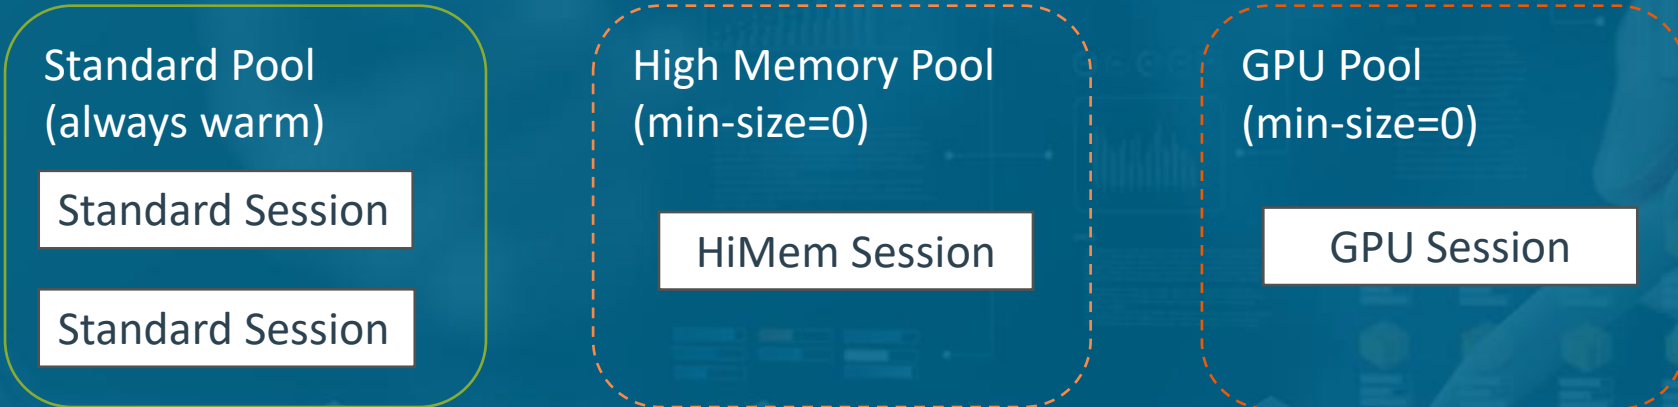 Standard Pool
(always warm)
Standard Session
Standard Session
High Memory Pool
(min-size=0)
HiMem Session
GPU Pool
(min-size=0)
GPU Session